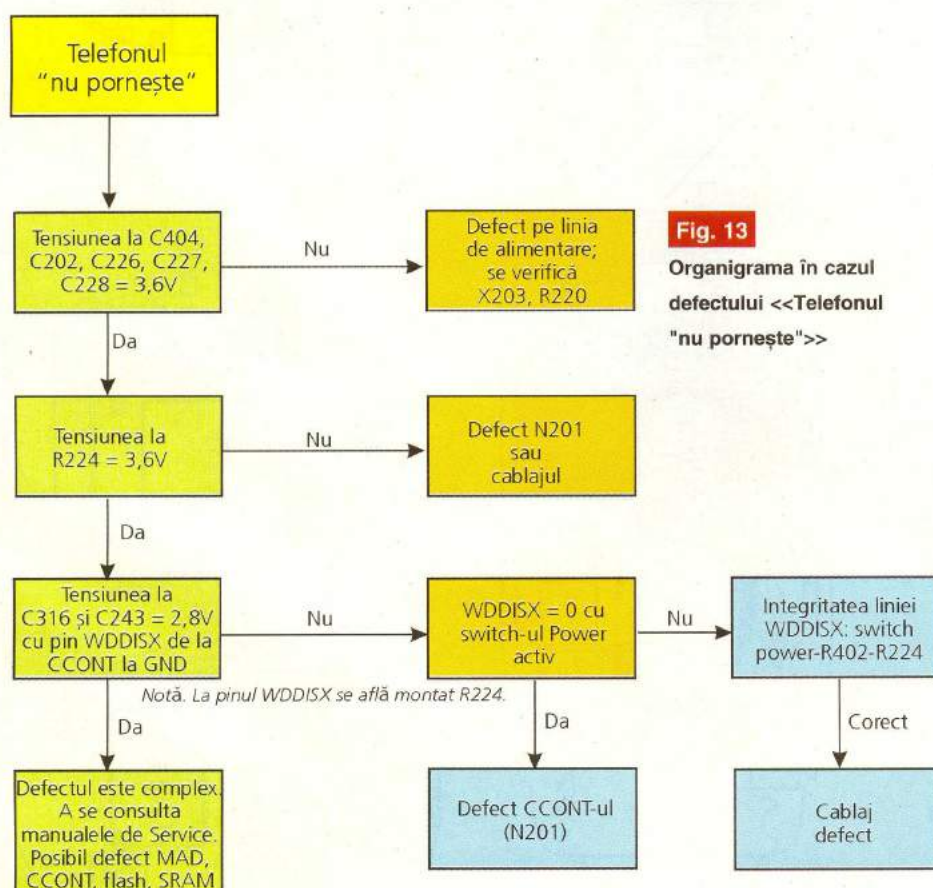 Telefonul
“nu pornește”
Tensiunea la C404,
C202, C226, C227,
C228 = 3,6V
Nu
Defect pe linia
de alimentare;
se verifică
X203, R220
Fig. 13
Organigrama în cazul
defectului <<Telefonul
"nu pornește">>
Da
Tensiunea la
R224 = 3,6V
Nu
Defect N201
sau
cablajul
Da
Tensiunea la
C316 și C243 = 2,8V
cu pin WDDISX de la
CCONT la GND
Nu
WDDISX = 0 cu
switch-ul Power
activ
Nu
Integritatea liniei
WDDISX: switch
power-R402-R224
Notă. La pinul WDDISX se află montat R224.
Da
Da
Corect
Defectul este complex.
A se consulta
manualele de Service.
Posibil defect MAD,
CCONT, flash, SRAM
Defect CCONT-ul
(N201)
Cablaj
defect